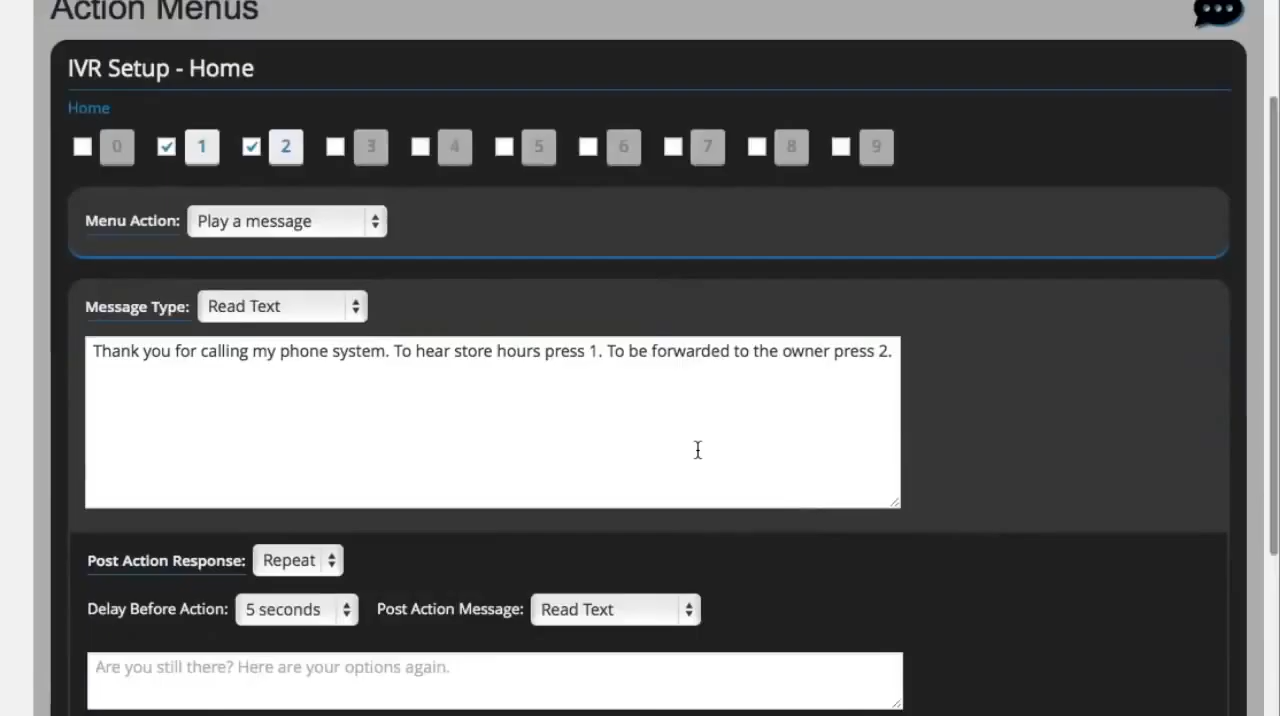 Action Menus
IVR Setup - Home
Home
0 1 2 3 4 5 6 7 8 9
Menu Action: Play a message
Message Type: Read Text
Thank you for calling my phone system. To hear store hours press 1. To be forwarded to the owner press 2.
Post Action Response: Repeat
Delay Before Action: 5 seconds Post Action Message: Read Text
Are you still there? Here are your options again.